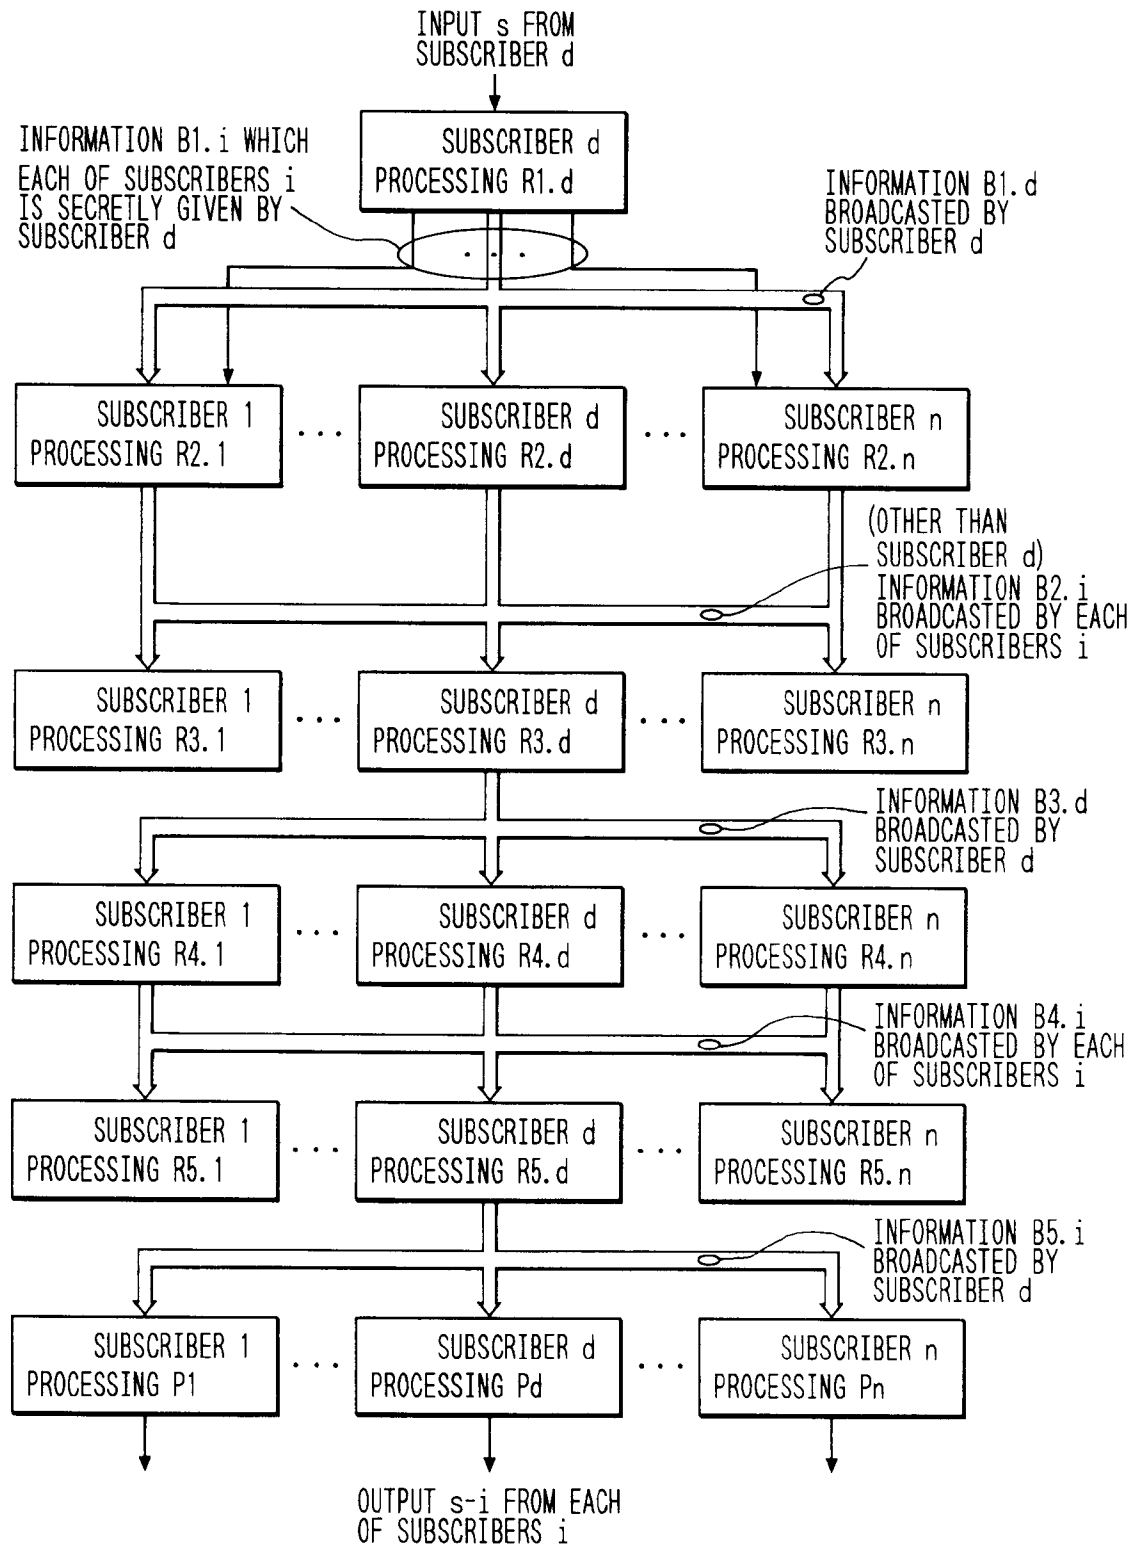 INPUT s FROM
SUBSCRIBER d
SUBSCRIBER d
PROCESSING R1.d
INFORMATION B1.i WHICH
EACH OF SUBSCRIBERS i
IS SECRETLY GIVEN BY
SUBSCRIBER d
INFORMATION B1.d
BROADCASTED BY
SUBSCRIBER d
. . .
SUBSCRIBER 1
PROCESSING R2.1
. . .
SUBSCRIBER d
PROCESSING R2.d
. . .
SUBSCRIBER n
PROCESSING R2.n
(OTHER THAN
SUBSCRIBER d)
INFORMATION B2.i
BROADCASTED BY EACH
OF SUBSCRIBERS i
SUBSCRIBER 1
PROCESSING R3.1
. . .
SUBSCRIBER d
PROCESSING R3.d
. . .
SUBSCRIBER n
PROCESSING R3.n
INFORMATION B3.d
BROADCASTED BY
SUBSCRIBER d
SUBSCRIBER 1
PROCESSING R4.1
. . .
SUBSCRIBER d
PROCESSING R4.d
. . .
SUBSCRIBER n
PROCESSING R4.n
INFORMATION B4.i
BROADCASTED BY EACH
OF SUBSCRIBERS i
SUBSCRIBER 1
PROCESSING R5.1
. . .
SUBSCRIBER d
PROCESSING R5.d
. . .
SUBSCRIBER n
PROCESSING R5.n
INFORMATION B5.i
BROADCASTED BY
SUBSCRIBER d
SUBSCRIBER 1
PROCESSING P1
. . .
SUBSCRIBER d
PROCESSING Pd
. . .
SUBSCRIBER n
PROCESSING Pn
OUTPUT s-i FROM EACH
OF SUBSCRIBERS i